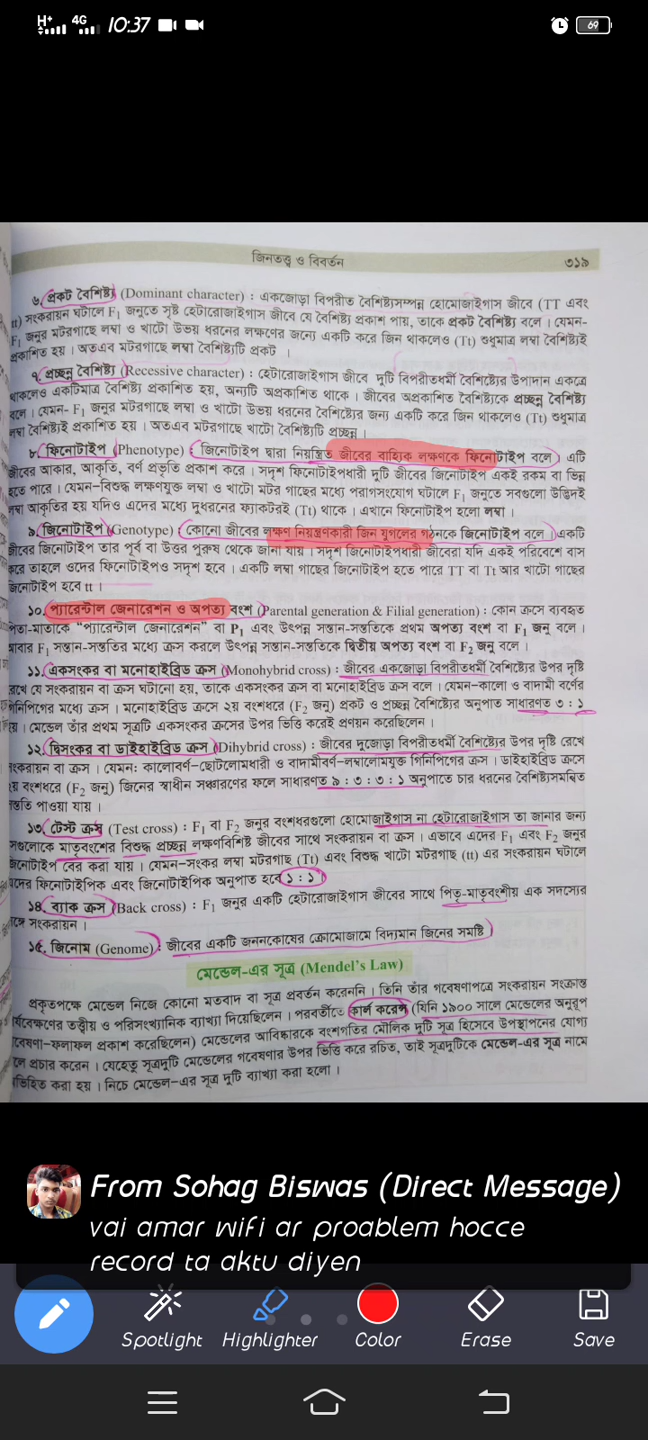 H+ 4G 10:37 69
জিনতত্ত্ব ও বিবর্তন ৩১৯
৬. প্রকট বৈশিষ্ট্য (Dominant character) : একজোড়া বিপরীত বৈশিষ্ট্যসম্পন্ন হোমোজাইগাস জীবে (TT এবং
tt) সংকরায়ন ঘটালে F₁ জনুতে সৃষ্ট হেটারোজাইগাস জীবে যে বৈশিষ্ট্য প্রকাশ পায়, তাকে প্রকট বৈশিষ্ট্য বলে । যেমন-
F₁ জনুর মটরগাছে লম্বা ও খাটো উভয় ধরনের লক্ষণের জন্যে একটি করে জিন থাকলেও (Tt) শুধুমাত্র লম্বা বৈশিষ্ট্যই
প্রকাশিত হয় । অতএব মটরগাছে লম্বা বৈশিষ্ট্যটি প্রকট ।
৭. প্রচ্ছন্ন বৈশিষ্ট্য (Recessive character) : হেটারোজাইগাস জীবে দুটি বিপরীতধর্মী বৈশিষ্ট্যের উপাদান একত্রে
থাকলেও একটিমাত্র বৈশিষ্ট্য প্রকাশিত হয়, অন্যটি অপ্রকাশিত থাকে । জীবের অপ্রকাশিত বৈশিষ্ট্যকে প্রচ্ছন্ন বৈশিষ্ট্য
বলে । যেমন- F₁ জনুর মটরগাছে লম্বা ও খাটো উভয় ধরনের বৈশিষ্ট্যের জন্য একটি করে জিন থাকলেও (Tt) শুধুমাত্র
লম্বা বৈশিষ্ট্যই প্রকাশিত হয় । অতএব মটরগাছে খাটো বৈশিষ্ট্যটি প্রচ্ছন্ন ।
৮. ফিনোটাইপ (Phenotype) : জিনোটাইপ দ্বারা নিয়ন্ত্রিত জীবের বাহ্যিক লক্ষণকে ফিনোটাইপ বলে । এটি
জীবের আকার, আকৃতি, বর্ণ প্রভৃতি প্রকাশ করে । সদৃশ ফিনোটাইপধারী দুটি জীবের জিনোটাইপ একই রকম বা ভিন্ন
হতে পারে । যেমন-বিশুদ্ধ লক্ষণযুক্ত লম্বা ও খাটো মটর গাছের মধ্যে পরাগসংযোগ ঘটালে F₁ জনুতে সবগুলো উদ্ভিদই
লম্বা আকৃতির হয় যদিও এদের মধ্যে দুধরনের ফ্যাকটরই (Tt) থাকে । এখানে ফিনোটাইপ হলো লম্বা ।
৯. জিনোটাইপ (Genotype) : কোনো জীবের লক্ষণ নিয়ন্ত্রণকারী জিন যুগলের গঠনকে জিনোটাইপ বলে । একটি
জীবের জিনোটাইপ তার পূর্ব বা উত্তর পুরুষ থেকে জানা যায় । সদৃশ জিনোটাইপধারী জীবেরা যদি একই পরিবেশে বাস
করে তাহলে ওদের ফিনোটাইপও সদৃশ হবে । একটি লম্বা গাছের জিনোটাইপ হতে পারে TT বা Tt আর খাটো গাছের
জিনোটাইপ হবে tt ।
১০. প্যারেন্টাল জেনারেশন ও অপত্য বংশ (Parental generation & Filial generation) : কোন ক্রসে ব্যবহৃত
পিতা-মাতাকে “প্যারেন্টাল জেনারেশন” বা P₁ এবং উৎপন্ন সন্তান-সন্ততিকে প্রথম অপত্য বংশ বা F₁ জনু বলে ।
আবার F₁ সন্তান-সন্ততির মধ্যে ক্রস করলে উৎপন্ন সন্তান-সন্ততিকে দ্বিতীয় অপত্য বংশ বা F₂ জনু বলে ।
১১. একসংকর বা মনোহাইব্রিড ক্রস (Monohybrid cross) : জীবের একজোড়া বিপরীতধর্মী বৈশিষ্ট্যের উপর দৃষ্টি
রেখে যে সংকরায়ন বা ক্রস ঘটানো হয়, তাকে একসংকর ক্রস বা মনোহাইব্রিড ক্রস বলে । যেমন-কালো ও বাদামী বর্ণের
গিনিপিগের মধ্যে ক্রস । মনোহাইব্রিড ক্রসে ২য় বংশধরে (F₂ জনু) প্রকট ও প্রচ্ছন্ন বৈশিষ্ট্যের অনুপাত সাধারণত ৩ : ১
হয় । মেন্ডেল তাঁর প্রথম সূত্রটি একসংকর ক্রসের উপর ভিত্তি করেই প্রণয়ন করেছিলেন ।
১২. দ্বিসংকর বা ডাইহাইব্রিড ক্রস (Dihybrid cross) : জীবের দুজোড়া বিপরীতধর্মী বৈশিষ্ট্যের উপর দৃষ্টি রেখে
সংকরায়ন বা ক্রস । যেমন: কালোবর্ণ-ছোটলোমধারী ও বাদামীবর্ণ-লম্বালোমযুক্ত গিনিপিগের ক্রস । ডাইহাইব্রিড ক্রসে
২য় বংশধরে (F₂ জনু) জিনের স্বাধীন সঞ্চারণের ফলে সাধারণত ৯ : ৩ : ৩ : ১ অনুপাতে চার ধরনের বৈশিষ্ট্যসমন্বিত
সন্ততি পাওয়া যায় ।
১৩. টেস্ট ক্রস (Test cross) : F₁ বা F₂ জনুর বংশধরগুলো হোমোজাইগাস না হেটারোজাইগাস তা জানার জন্য
সেগুলোকে মাতৃবংশের বিশুদ্ধ প্রচ্ছন্ন লক্ষণবিশিষ্ট জীবের সাথে সংকরায়ন বা ক্রস । এভাবে এদের F₁ এবং F₂ জনুর
জিনোটাইপ বের করা যায় । যেমন-সংকর লম্বা মটরগাছ (Tt) এবং বিশুদ্ধ খাটো মটরগাছ (tt) এর সংকরায়ন ঘটালে
এদের ফিনোটাইপিক এবং জিনোটাইপিক অনুপাত হবে ১ : ১ ।
১৪. ব্যাক ক্রস (Back cross) : F₁ জনুর একটি হেটারোজাইগাস জীবের সাথে পিতৃ-মাতৃবংশীয় এক সদস্যের
সঙ্গে সংকরায়ন ।
১৫. জিনোম (Genome) : জীবের একটি জননকোষের ক্রোমোজোমে বিদ্যমান জিনের সমষ্টি
মেন্ডেল-এর সূত্র (Mendel's Law)
প্রকৃতপক্ষে মেন্ডেল নিজে কোনো মতবাদ বা সূত্র প্রবর্তন করেননি । তিনি তাঁর গবেষণাপত্রে সংকরায়ন সংক্রান্ত
পর্যবেক্ষণের তত্ত্বীয় ও পরিসংখ্যানিক ব্যাখ্যা দিয়েছিলেন । পরবর্তীতে কার্ল করেন্স (যিনি ১৯০০ সালে মেন্ডেলের অনুরূপ
গবেষণা-ফলাফল প্রকাশ করেছিলেন) মেন্ডেলের আবিষ্কারকে বংশগতির মৌলিক দুটি সূত্র হিসেবে উপস্থাপনের যোগ্য
বলে প্রচার করেন । যেহেতু সূত্রদুটি মেন্ডেলের গবেষণার উপর ভিত্তি করে রচিত, তাই সূত্রদুটিকে মেন্ডেল-এর সূত্র নামে
অভিহিত করা হয় । নিচে মেন্ডেল-এর সূত্র দুটি ব্যাখ্যা করা হলো ।
From Sohag Biswas (Direct Message)
vai amar wifi ar proablem hocce
record ta aktu diyen
Spotlight Highlighter Color Erase Save